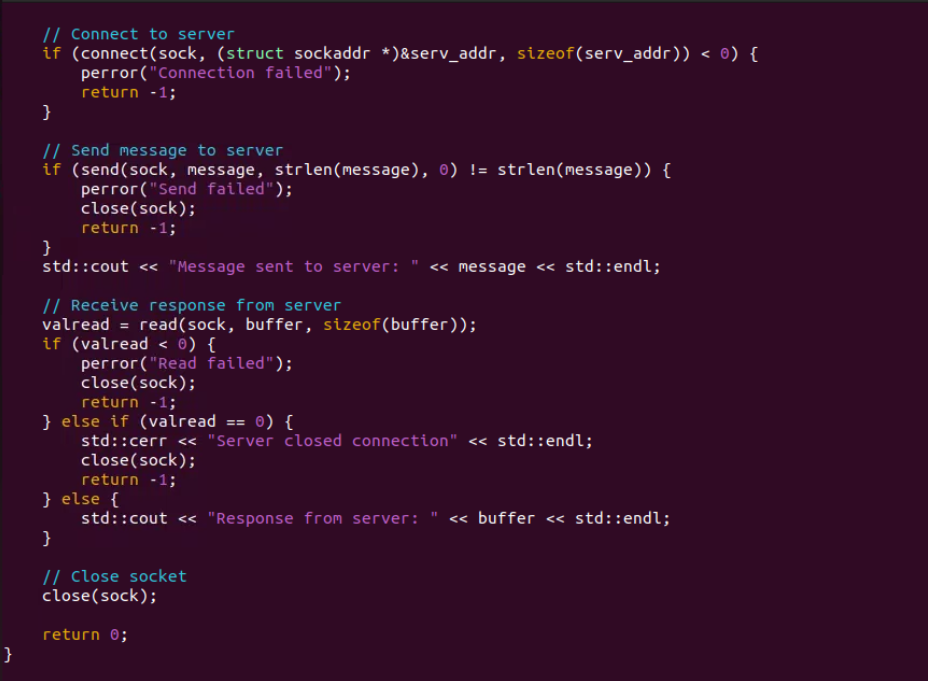 // Connect to server
if (connect(sock, (struct sockaddr *)&serv_addr, sizeof(serv_addr)) < 0) {
perror("Connection failed");
return -1;
}
// Send message to server
if (send(sock, message, strlen(message), 0) != strlen(message)) {
perror("Send failed");
close(sock);
return -1;
}
std::cout << "Message sent to server: " << message << std::endl;
// Receive response from server
valread = read(sock, buffer, sizeof(buffer));
if (valread < 0) {
perror("Read failed");
close(sock);
return -1;
} else if (valread == 0) {
std::cerr << "Server closed connection" << std::endl;
close(sock);
return -1;
} else {
std::cout << "Response from server: " << buffer << std::endl;
}
// Close socket
close(sock);
return 0;
}